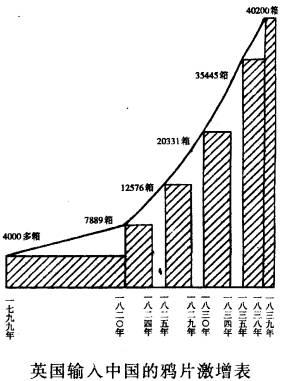 40200箱
35445箱
20331箱
12576箱
7889箱
4000多箱
一七九九年
一八二〇年
一八二四年
一八二五年
一八二九年
一八三〇年
一八三四年
一八三五年
一八三八年
一八三九年
英国输入中国的鸦片激增表